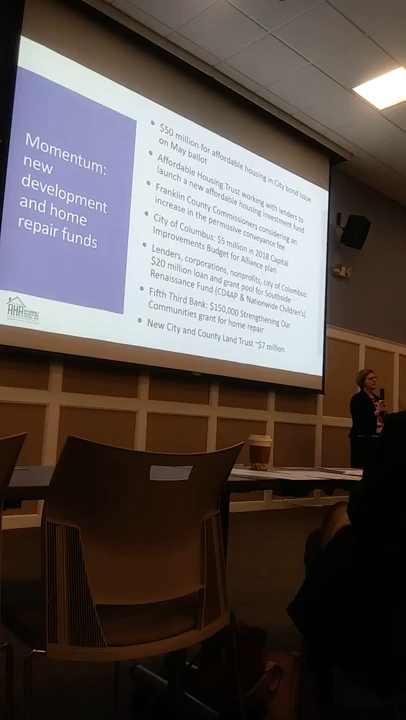 Momentum:
new
development
and home
repair funds
• $50 million for affordable housing in City bond issue
on May ballot
• Affordable Housing Trust working with lenders to
launch a new affordable housing investment fund
• Franklin County Commissioners considering an
increase in the permissive conveyance fee
• City of Columbus: $5 million in 2018 Capital
Improvements Budget for Alliance plan
• Lenders, corporations, nonprofits, city of Columbus:
$20 million loan and grant pool for Southside
Renaissance Fund (CD4AP & Nationwide Children's)
• Fifth Third Bank: $150,000 Strengthening Our
Communities grant for home repair
• New City and County Land Trust ~$7 million